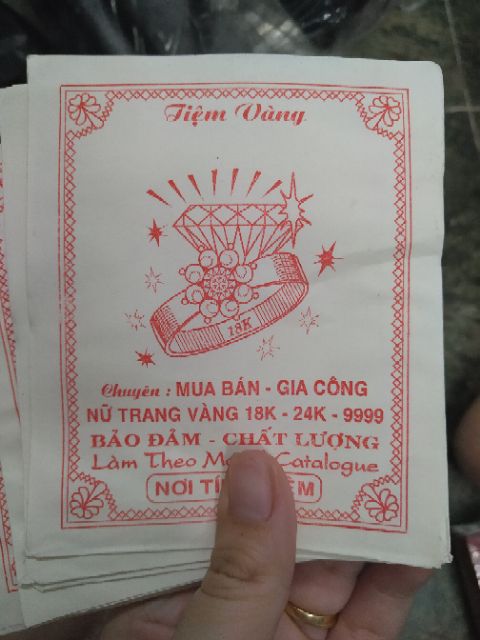 Tiệm Vàng
18K
Chuyên : MUA BÁN - GIA CÔNG
NỮ TRANG VÀNG 18K - 24K - 9999
BẢO ĐẢM - CHẤT LƯỢNG
Làm Theo Catalogue
NƠI